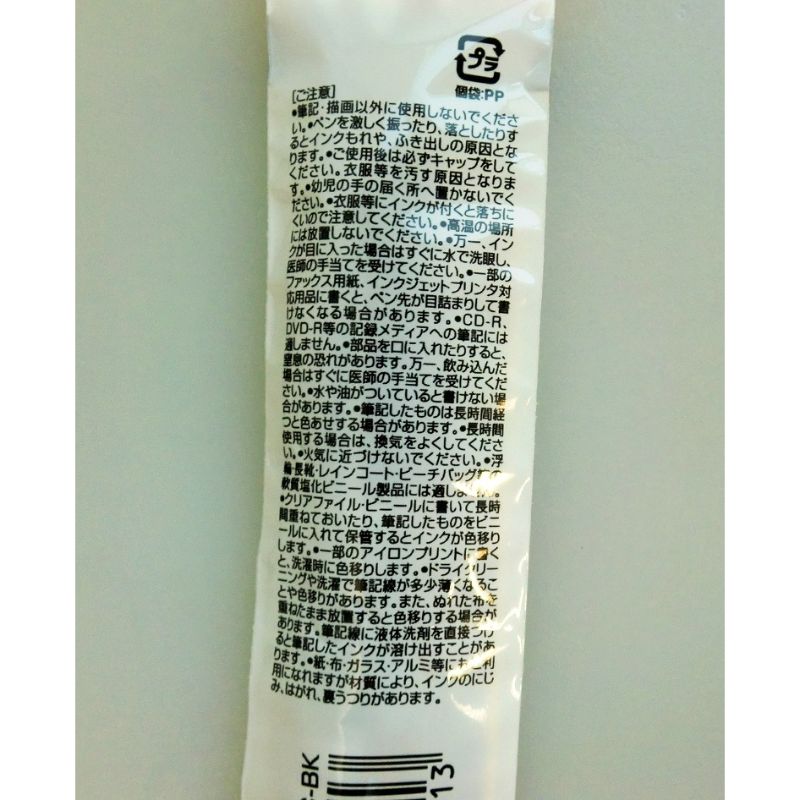 プラ
個袋:PP
[ご注意]
•筆記・描画以外に使用しないでくださ
い。•ペンを激しく振ったり、落としたりす
るとインクもれや、ふき出しの原因とな
ります。•ご使用後は必ずキャップをして
ください。衣服等を汚す原因となりま
す。•幼児の手の届く所へ置かないでく
ださい。•衣服等にインクが付くと落ちに
くいので注意してください。•高温の場所
には放置しないでください。•万一、イン
クが目に入った場合はすぐに水で洗眼し、
医師の手当てを受けてください。•一部の
ファックス用紙、インクジェットプリンタ対
応用品に書くと、ペン先が目詰まりして書
けなくなる場合があります。•CD-R、
DVD-R等の記録メディアへの筆記には
適しません。•部品を口に入れたりすると、
窒息の恐れがあります。万一、飲み込んだ
場合はすぐに医師の手当てを受けてくださ
い。•水や油がついていると書けない場
合があります。•筆記したものは長時間経
つと色あせする場合があります。•長時間
使用する場合は、換気をよくしてくださ
い。•火気に近づけないでください。•浮
輪・長靴・レインコート・ビーチバッグ等の
軟質塩化ビニール製品には適しません。
•クリアファイル・ビニールに書いて長時
間重ねておいたり、筆記したものをビニ
ールに入れて保管するとインクが色移り
します。•一部のアイロンプリントに書く
と、洗濯時に色移りします。•ドライクリー
ニングや洗濯で筆記線が多少薄くなるこ
とや色移りがあります。また、ぬれた布を
重ねたまま放置すると色移りする場合が
あります。筆記線に液体洗剤を直接つけ
ると筆記したインクが溶け出すことがあ
ります。•紙・布・ガラス・アルミ等にもご利
用になれますが材質により、インクのにじ
み、はがれ、裏うつりがあります。
-BK
13